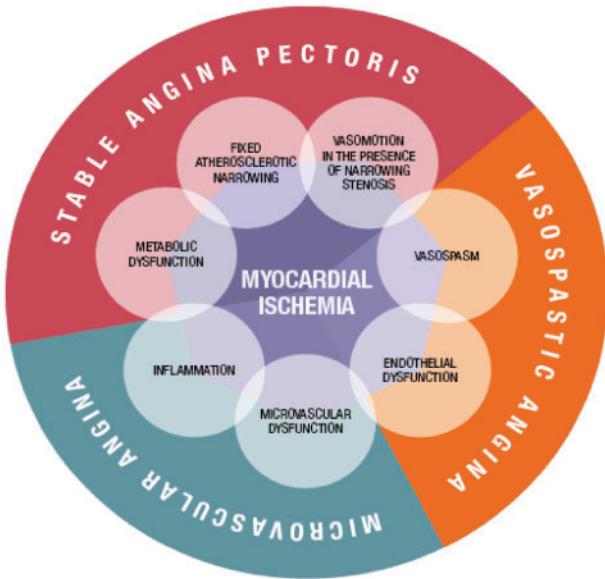 STABLE ANGINA PECTORIS
VASOSPASTIC ANGINA
MICROVASCULAR ANGINA
FIXED
ATHEROSCLEROTIC
NARROWING
VASOMOTION
IN THE PRESENCE
OF NARROWING
STENOSIS
METABOLIC
DYSFUNCTION
VASOSPASM
MYOCARDIAL
ISCHEMIA
INFLAMMATION
ENDOTHELIAL
DYSFUNCTION
MICROVASCULAR
DYSFUNCTION